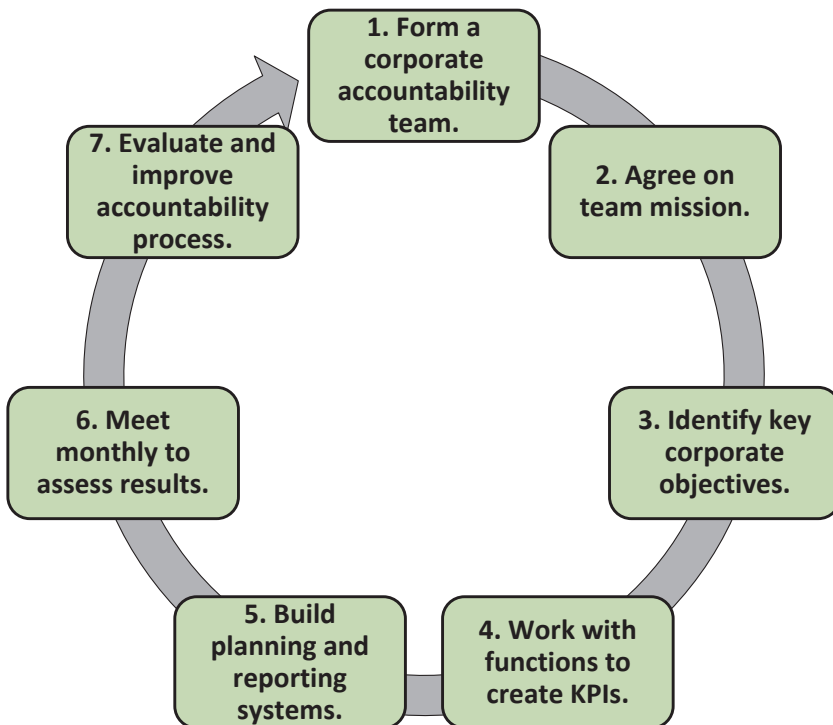 1. Form a
corporate
accountability
team.
2. Agree on
team mission.
3. Identify key
corporate
objectives.
4. Work with
functions to
create KPIs.
5. Build
planning and
reporting
systems.
6. Meet
monthly to
assess results.
7. Evaluate and
improve
accountability
process.